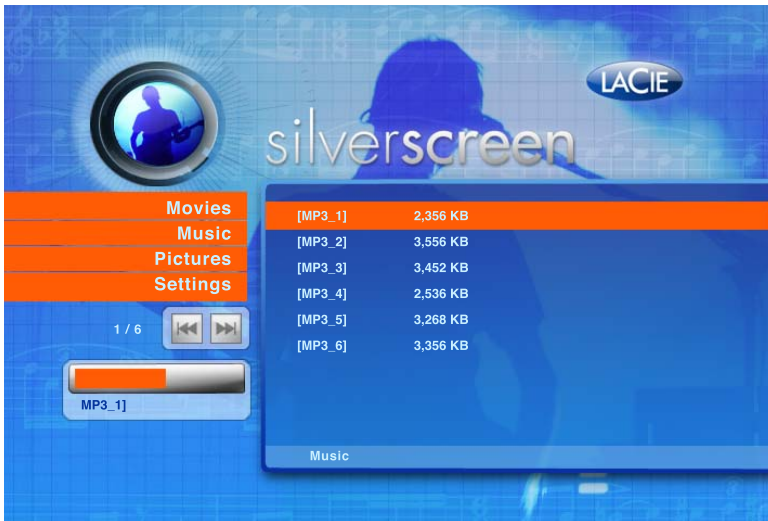 LACIE
silverscreen
Movies
Music
Pictures
Settings
1 / 6
MP3_1]
[MP3_1] 2,356 KB
[MP3_2] 3,556 KB
[MP3_3] 3,452 KB
[MP3_4] 2,536 KB
[MP3_5] 3,268 KB
[MP3_6] 3,356 KB
Music